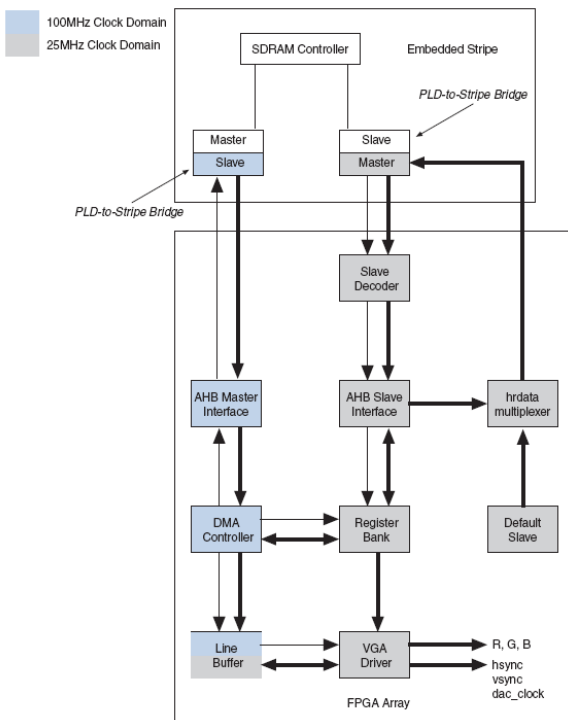 100MHz Clock Domain
25MHz Clock Domain
SDRAM Controller
Embedded Stripe
PLD-to-Stripe Bridge
Master
Slave
Slave
Master
PLD-to-Stripe Bridge
Slave
Decoder
AHB Master
Interface
AHB Slave
Interface
hrdata
multiplexer
DMA
Controller
Register
Bank
Default
Slave
Line
Buffer
VGA
Driver
R, G, B
hsync
vsync
dac_clock
FPGA Array